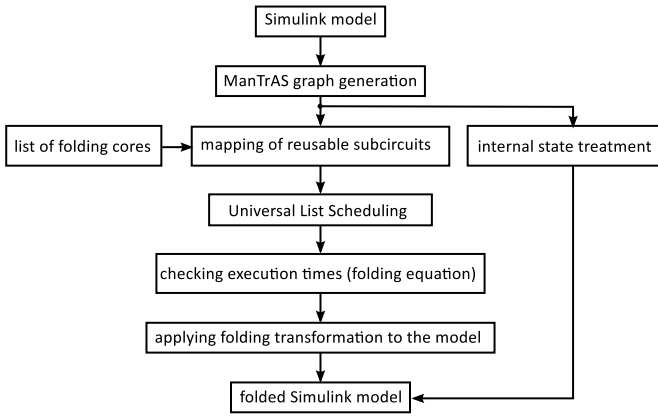 Simulink model
ManTrAS graph generation
list of folding cores
mapping of reusable subcircuits
internal state treatment
Universal List Scheduling
checking execution times (folding equation)
applying folding transformation to the model
folded Simulink model